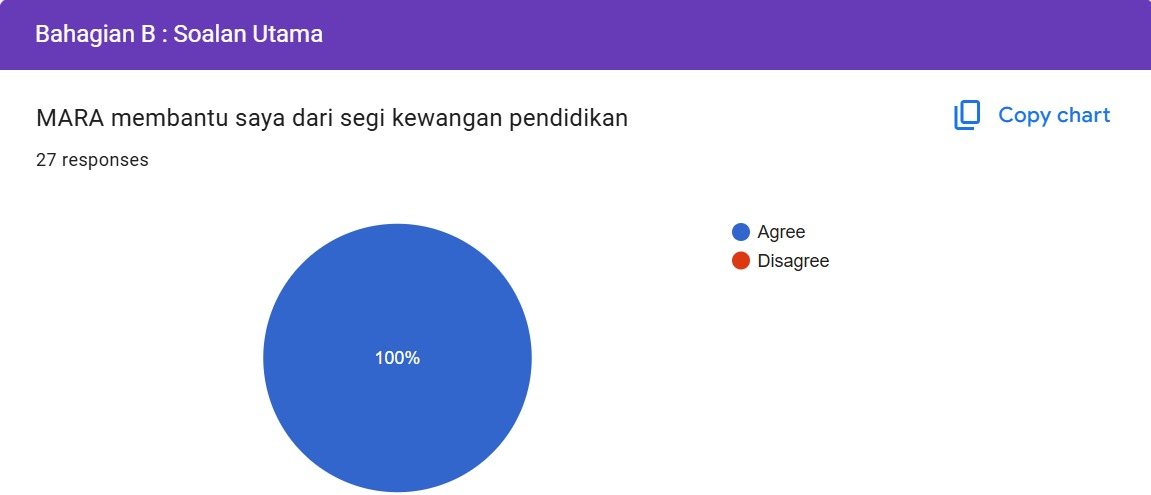 Bahagian B : Soalan Utama
MARA membantu saya dari segi kewangan pendidikan
Copy chart
27 responses
Agree
Disagree
100%